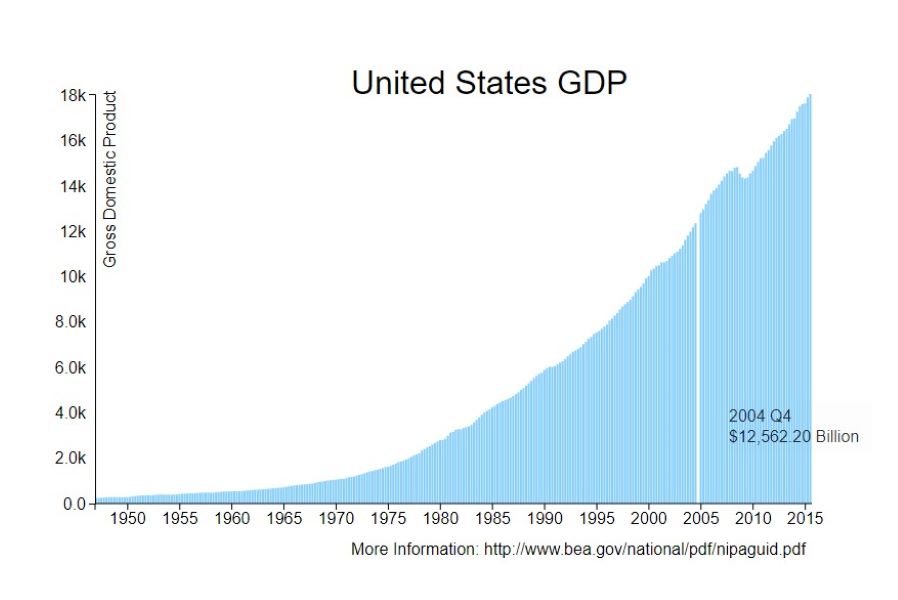 United States GDP
Gross Domestic Product
18k
16k
14k
12k
10k
8.0k
6.0k
4.0k
2.0k
0.0
2004 Q4
$12,562.20 Billion
1950 1955 1960 1965 1970 1975 1980 1985 1990 1995 2000 2005 2010 2015
More Information: http://www.bea.gov/national/pdf/nipaguid.pdf